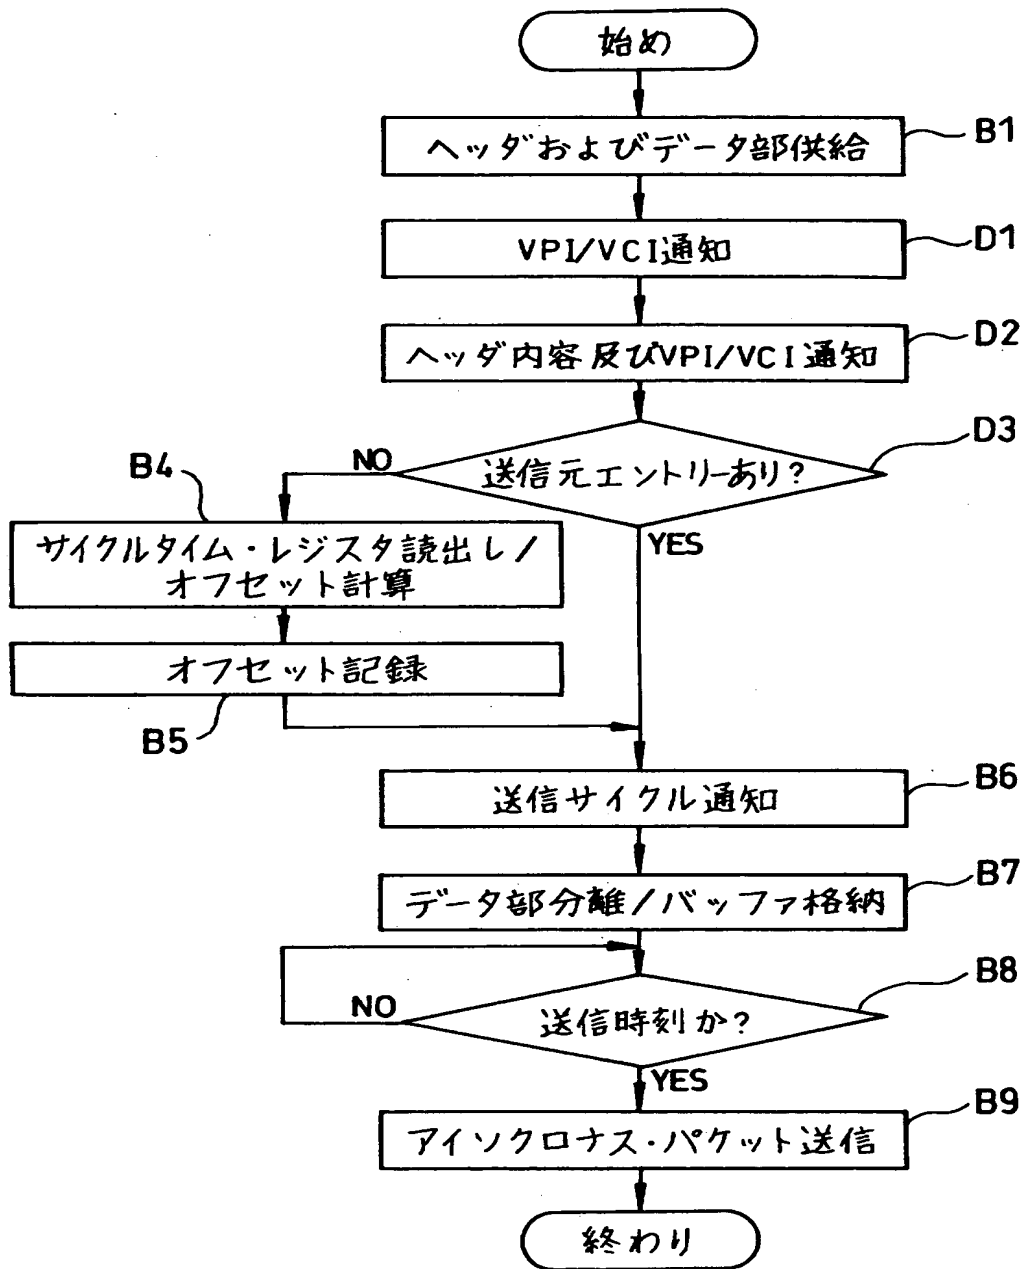 始め
ヘッダおよびデータ部供給
B1
VPI/VCI通知
D1
ヘッダ内容及びVPI/VCI通知
D2
送信元エントリーあり?
D3
NO
YES
B4
サイクルタイム・レジスタ読出し/
オフセット計算
オフセット記録
B5
送信サイクル通知
B6
データ部分離/バッファ格納
B7
送信時刻か?
B8
NO
YES
アイソクロナス・パケット送信
B9
終わり